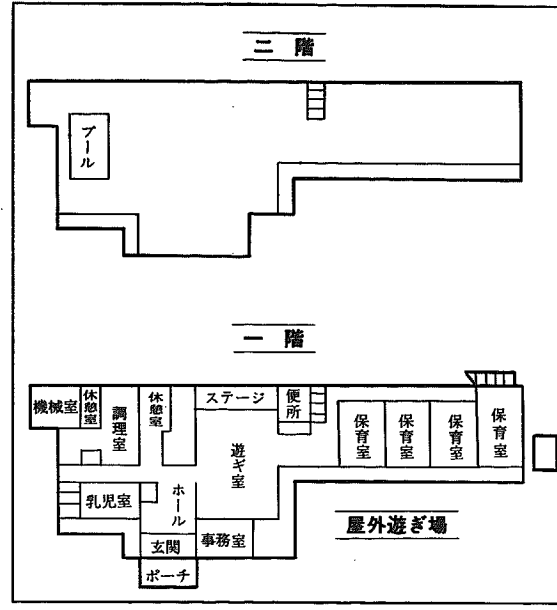 二階
プール
一階
機械室
休憩室
調理室
休憩室
ステージ
便所
遊ギ室
保育室
保育室
保育室
保育室
乳児室
ホール
玄関
事務室
ポーチ
屋外遊ぎ場